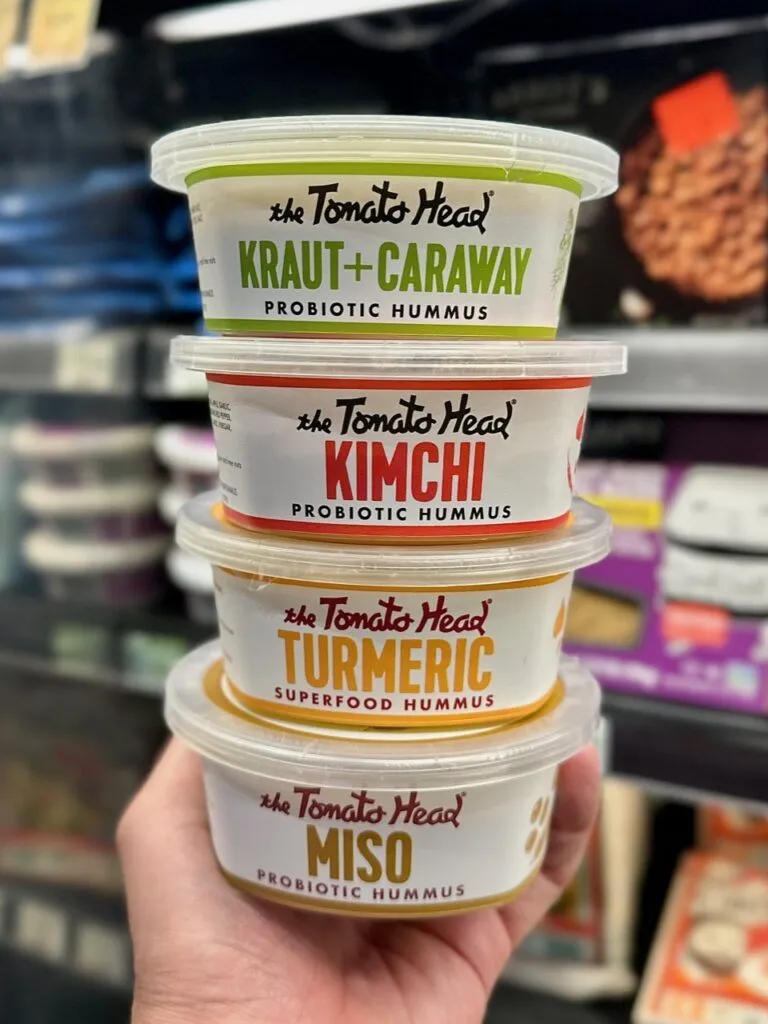 the Tomato Head®
KRAUT+CARAWAY
PROBIOTIC HUMMUS
the Tomato Head®
KIMCHI
PROBIOTIC HUMMUS
the Tomato Head®
TURMERIC
SUPERFOOD HUMMUS
the Tomato Head®
MISO
PROBIOTIC HUMMUS